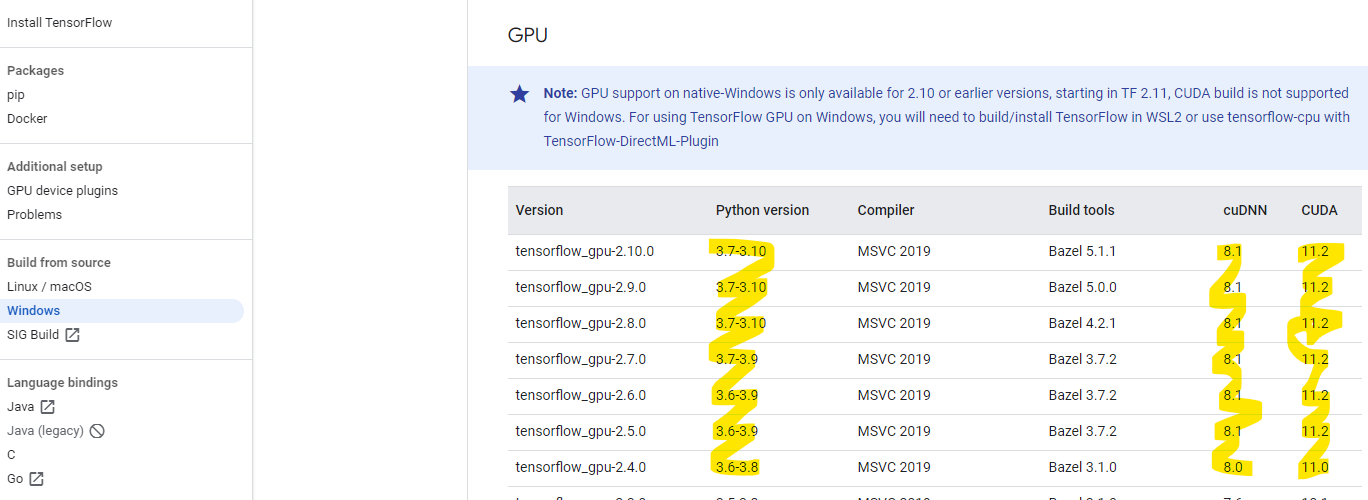 Install TensorFlow
Packages
pip
Docker
Additional setup
GPU device plugins
Problems
Build from source
Linux / macOS
Windows
SIG Build
Language bindings
Java
Java (legacy)
C
Go
GPU
Note: GPU support on native-Windows is only available for 2.10 or earlier versions, starting in TF 2.11, CUDA build is not supported
for Windows. For using TensorFlow GPU on Windows, you will need to build/install TensorFlow in WSL2 or use tensorflow-cpu with
TensorFlow-DirectML-Plugin
Version Python version Compiler Build tools cuDNN CUDA
tensorflow_gpu-2.10.0 3.7-3.10 MSVC 2019 Bazel 5.1.1 8.1 11.2
tensorflow_gpu-2.9.0 3.7-3.10 MSVC 2019 Bazel 5.0.0 8.1 11.2
tensorflow_gpu-2.8.0 3.7-3.10 MSVC 2019 Bazel 4.2.1 8.1 11.2
tensorflow_gpu-2.7.0 3.7-3.9 MSVC 2019 Bazel 3.7.2 8.1 11.2
tensorflow_gpu-2.6.0 3.6-3.9 MSVC 2019 Bazel 3.7.2 8.1 11.2
tensorflow_gpu-2.5.0 3.6-3.9 MSVC 2019 Bazel 3.7.2 8.1 11.2
tensorflow_gpu-2.4.0 3.6-3.8 MSVC 2019 Bazel 3.1.0 8.0 11.0